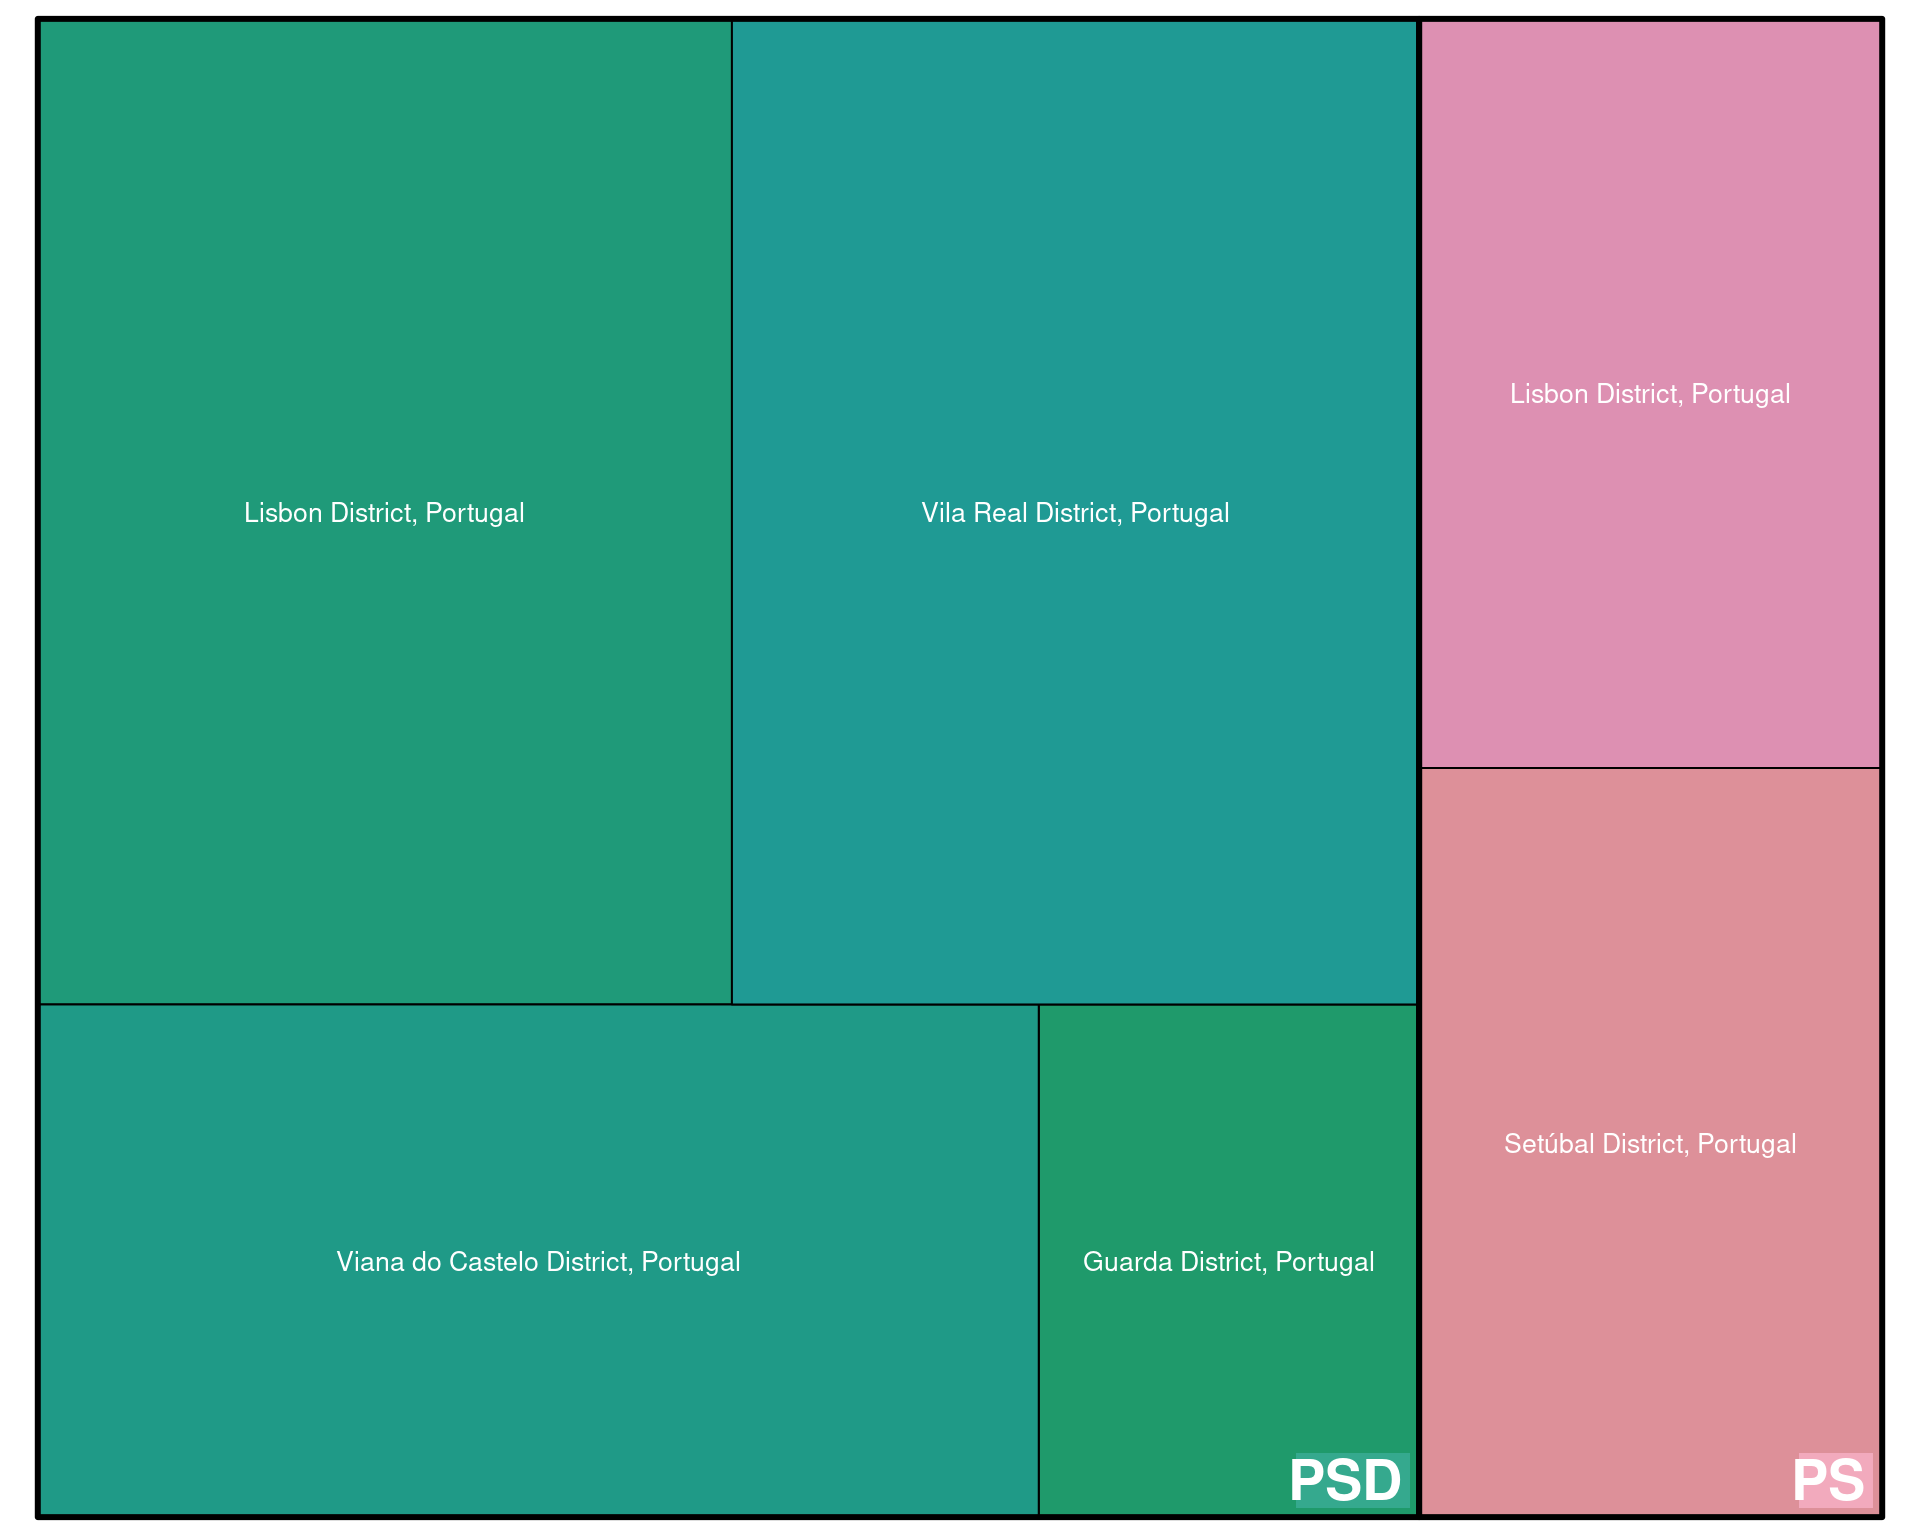 Lisbon District, Portugal
Vila Real District, Portugal
Viana do Castelo District, Portugal
Guarda District, Portugal
PSD
Lisbon District, Portugal
Setúbal District, Portugal
PS